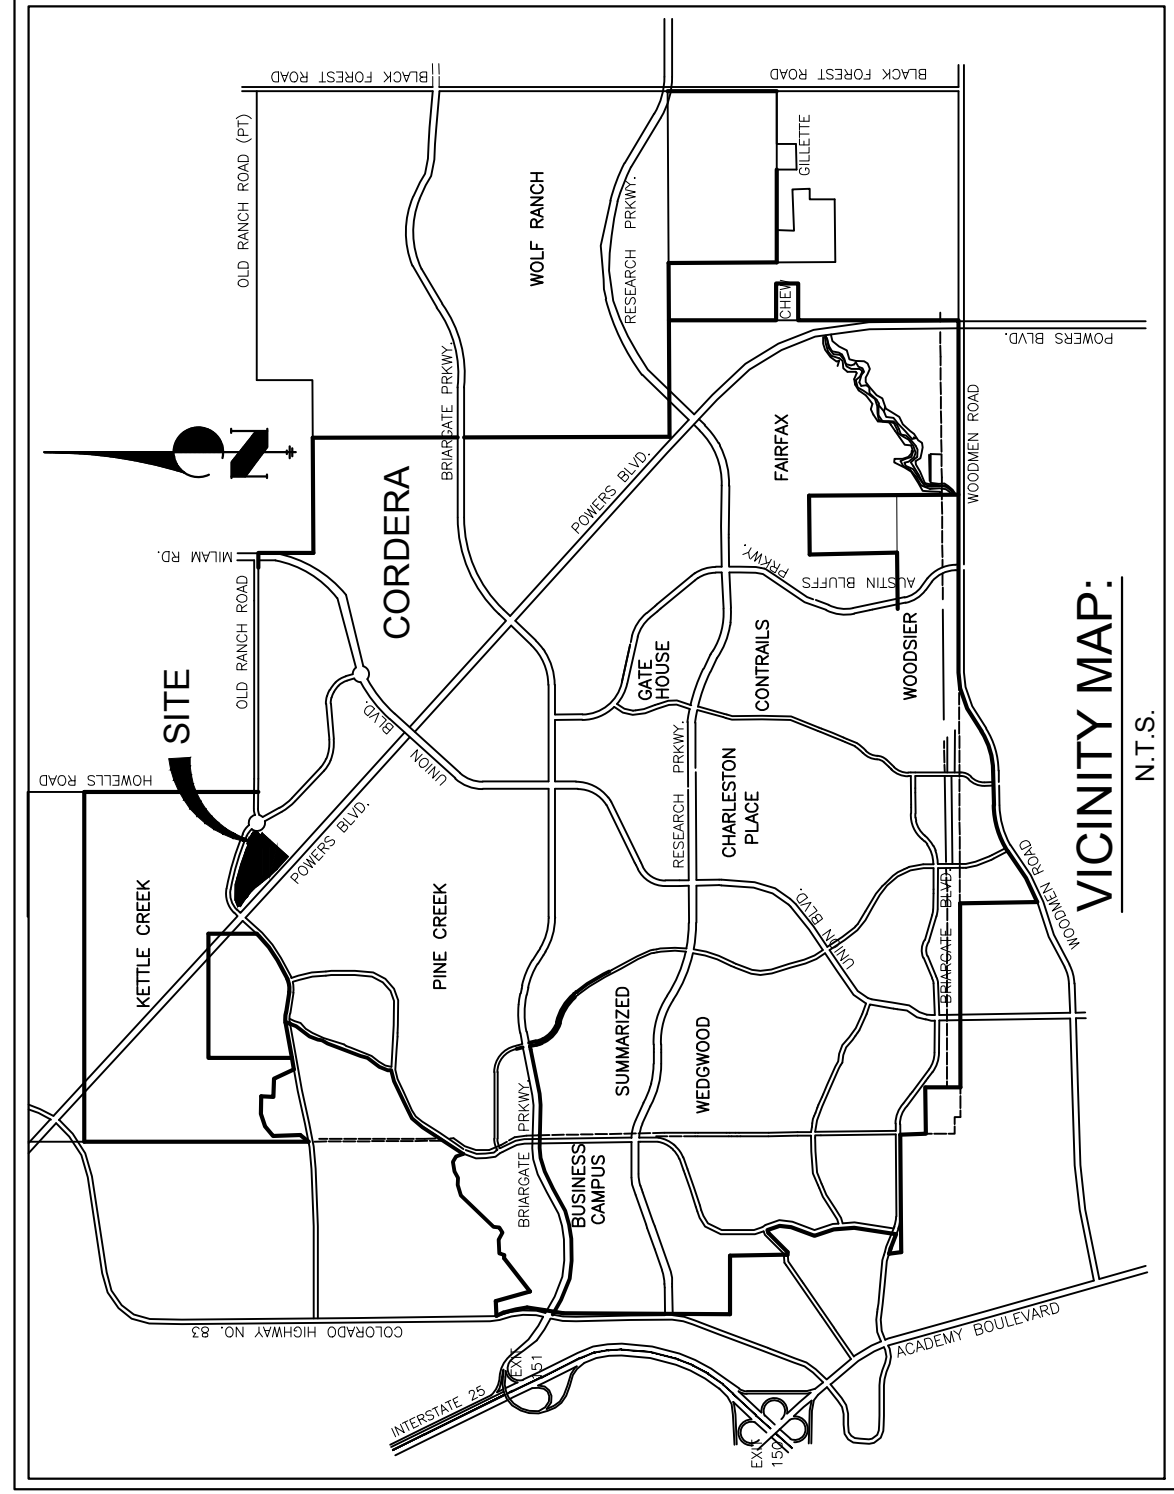 BLACK FOREST ROAD
BLACK FOREST ROAD
OLD RANCH ROAD (PT)
GILLETTE
WOLF RANCH
RESEARCH PRKWY.
CHEW
POWERS BLVD.
BRIARGATE PRKWY.
WOODMEN ROAD
FAIRFAX
N
POWERS BLVD.
CORDERA
MILAM RD.
AUSTIN BLUFFS PRKWY.
OLD RANCH ROAD
GATE
HOUSE
CONTRAILS
WOODSIER
SITE
UNION BLVD.
HOWELLS ROAD
RESEARCH PRKWY.
CHARLESTON
PLACE
POWERS BLVD.
VICINITY MAP:
N.T.S.
KETTLE CREEK
PINE CREEK
UNION BLVD.
BRIARGATE BLVD.
WOODMEN ROAD
SUMMARIZED
WEDGWOOD
BRIARGATE PRKWY.
BUSINESS
CAMPUS
COLORADO HIGHWAY NO. 83
ACADEMY BOULEVARD
INTERSTATE 25
EXIT
151
EXIT
150